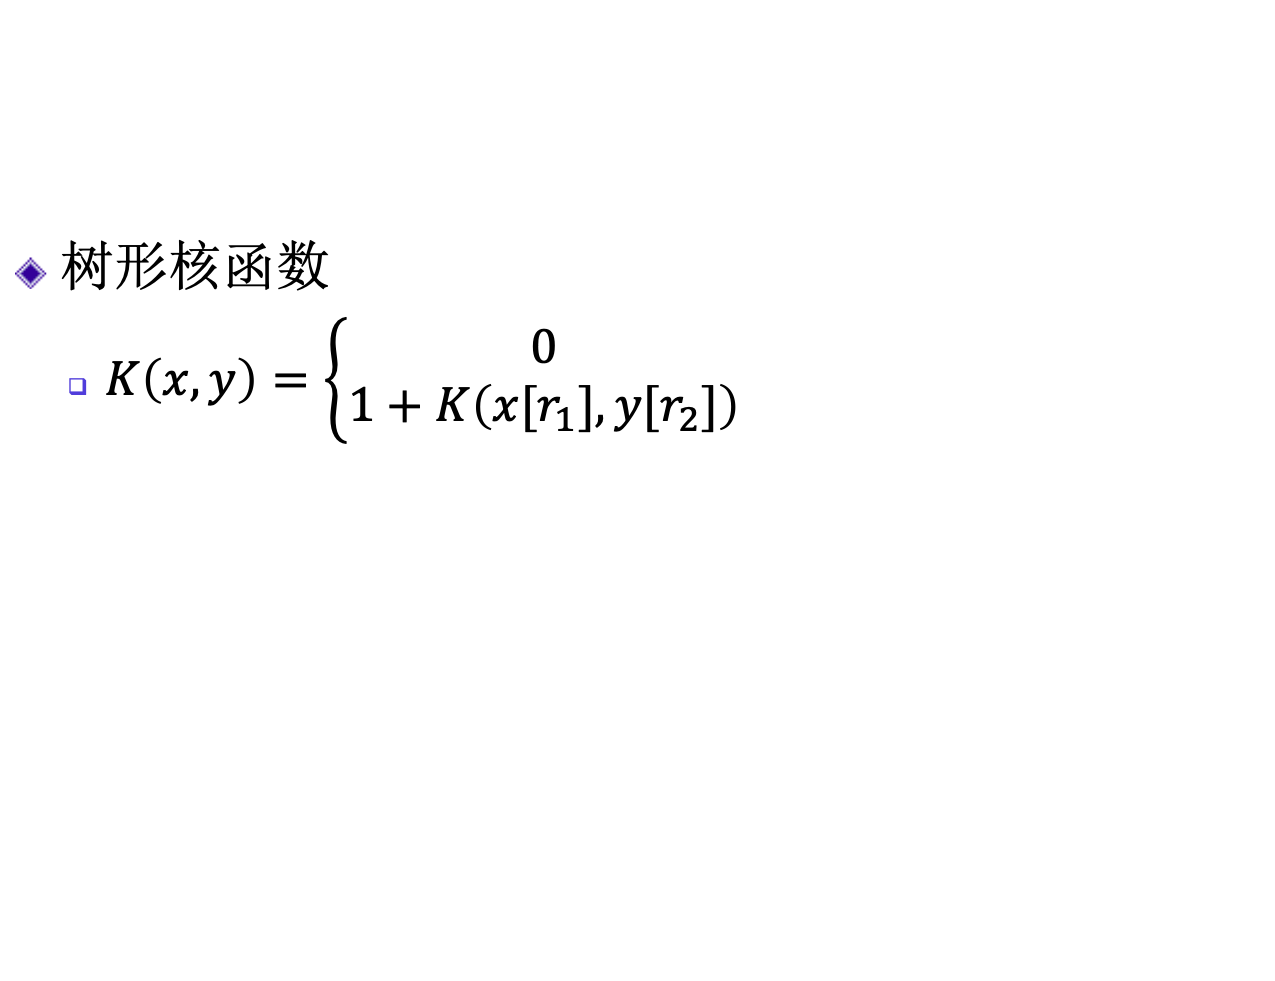 树形核函数
K(x, y) = { 0
1 + K(x[r₁], y[r₂])